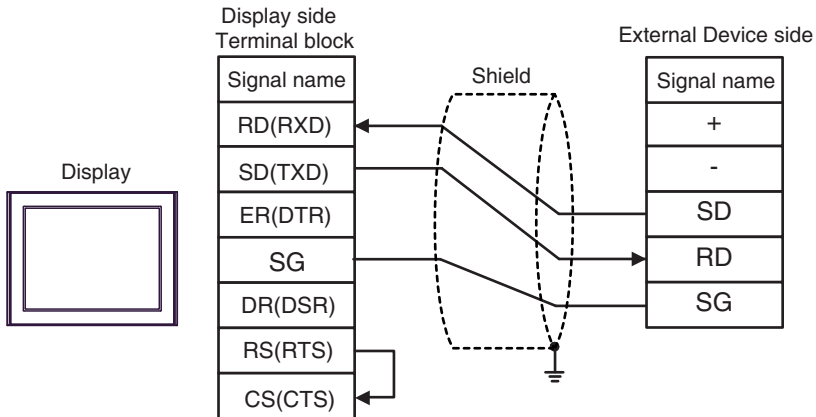 Display side
Terminal block
External Device side
Signal name
Shield
Signal name
RD(RXD)
+
SD(TXD)
-
Display
ER(DTR)
SD
SG
RD
DR(DSR)
SG
RS(RTS)
CS(CTS)